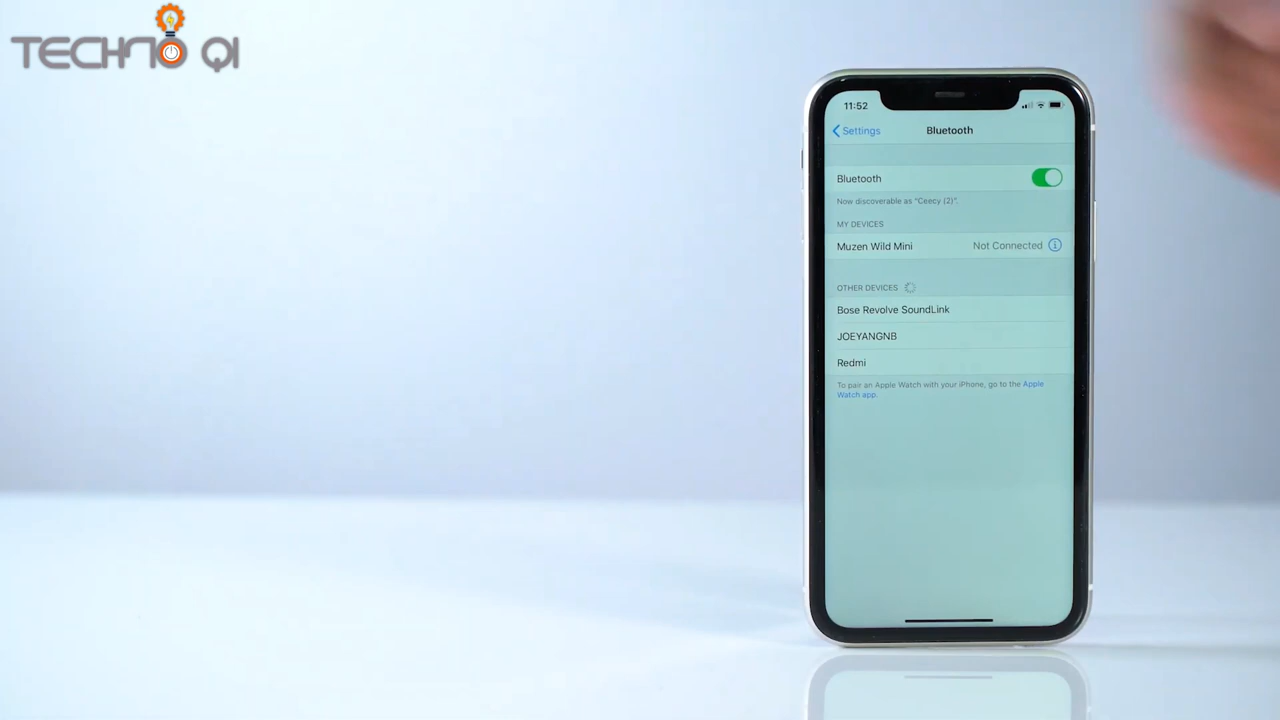 TECHNO QI
11:52
Settings
Bluetooth
Bluetooth
Now discoverable as “Ceecy (2)”.
MY DEVICES
Muzen Wild Mini
Not Connected
OTHER DEVICES
Bose Revolve SoundLink
JOEYANGNB
Redmi
To pair an Apple Watch with your iPhone, go to the Apple
Watch app.